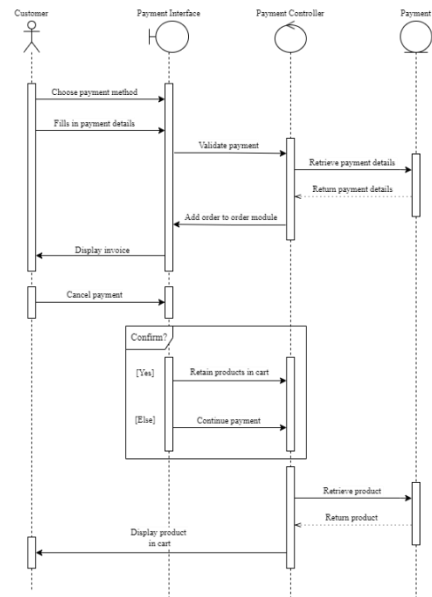 Customer
Payment Interface
Payment Controller
Payment
Choose payment method
Fills in payment details
Validate payment
Retrieve payment details
Return payment details
Add order to order module
Display invoice
Cancel payment
Confirm?
[Yes]
Retain products in cart
[Else]
Continue payment
Retrieve product
Return product
Display product
in cart